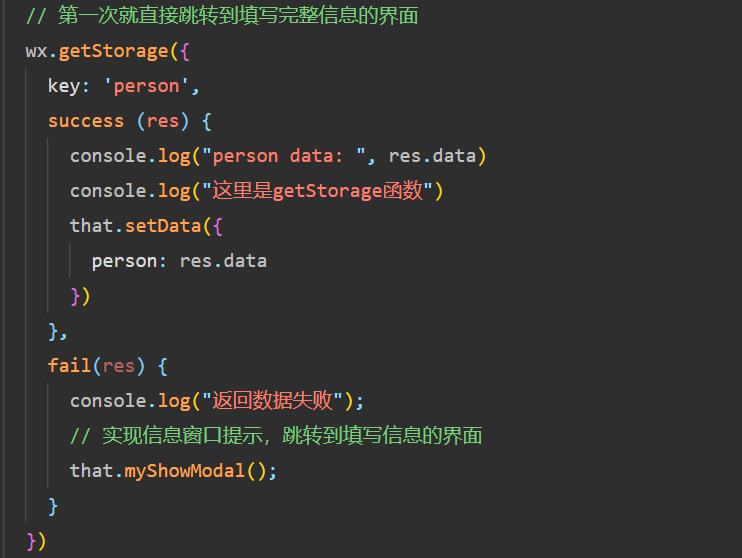 // 第一次就直接跳转到填写完整信息的界面
wx.getStorage({
key: 'person',
success (res) {
console.log("person data: ", res.data)
console.log("这里是getStorage函数")
that.setData({
person: res.data
})
},
fail(res) {
console.log("返回数据失败");
// 实现信息窗口提示，跳转到填写信息的界面
that.myShowModal();
}
})